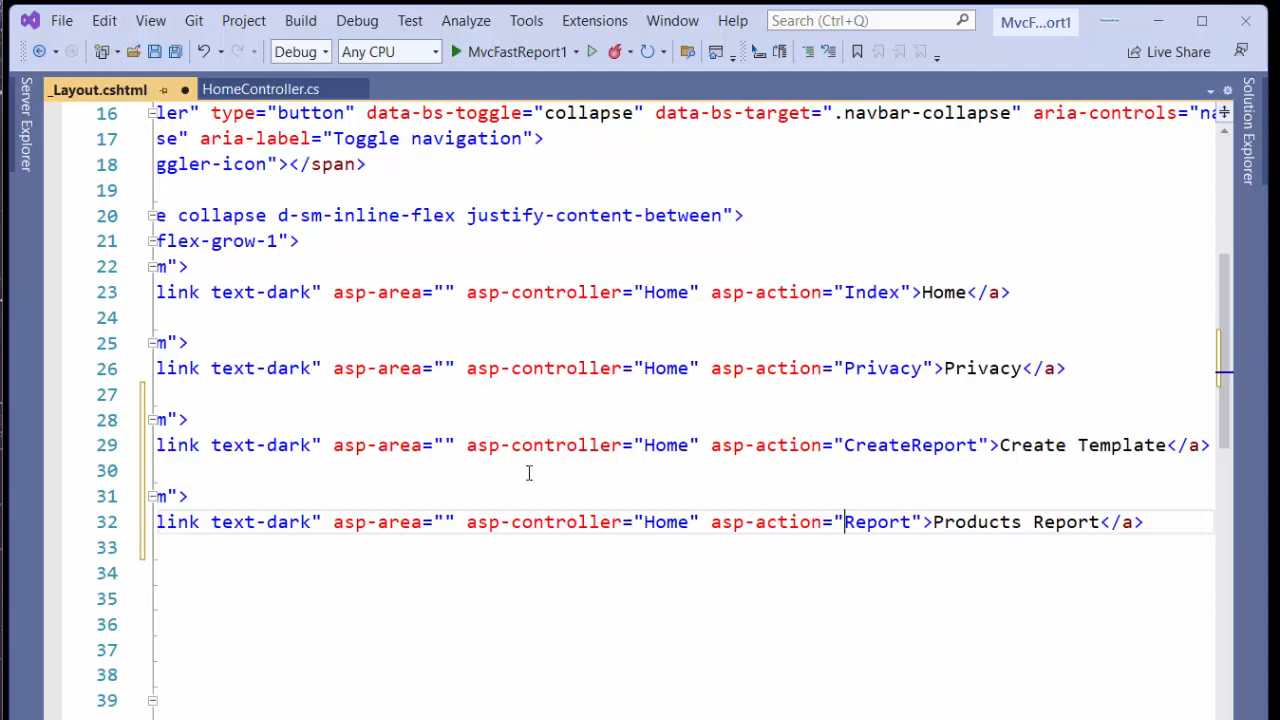 File Edit View Git Project Build Debug Test Analyze Tools Extensions Window Help Search (Ctrl+Q) MvcF...ort1
Debug Any CPU MvcFastReport1 Live Share
_Layout.cshtml HomeController.cs
Server Explorer
Solution Explorer
16 ler" type="button" data-bs-toggle="collapse" data-bs-target=".navbar-collapse" aria-controls="na
17 se" aria-label="Toggle navigation">
18 ggler-icon"></span>
19
20 e collapse d-sm-inline-flex justify-content-between">
21 flex-grow-1">
22 m">
23 link text-dark" asp-area="" asp-controller="Home" asp-action="Index">Home</a>
24
25 m">
26 link text-dark" asp-area="" asp-controller="Home" asp-action="Privacy">Privacy</a>
27
28 m">
29 link text-dark" asp-area="" asp-controller="Home" asp-action="CreateReport">Create Template</a>
30
31 m">
32 link text-dark" asp-area="" asp-controller="Home" asp-action="Report">Products Report</a>
33
34
35
36
37
38
39